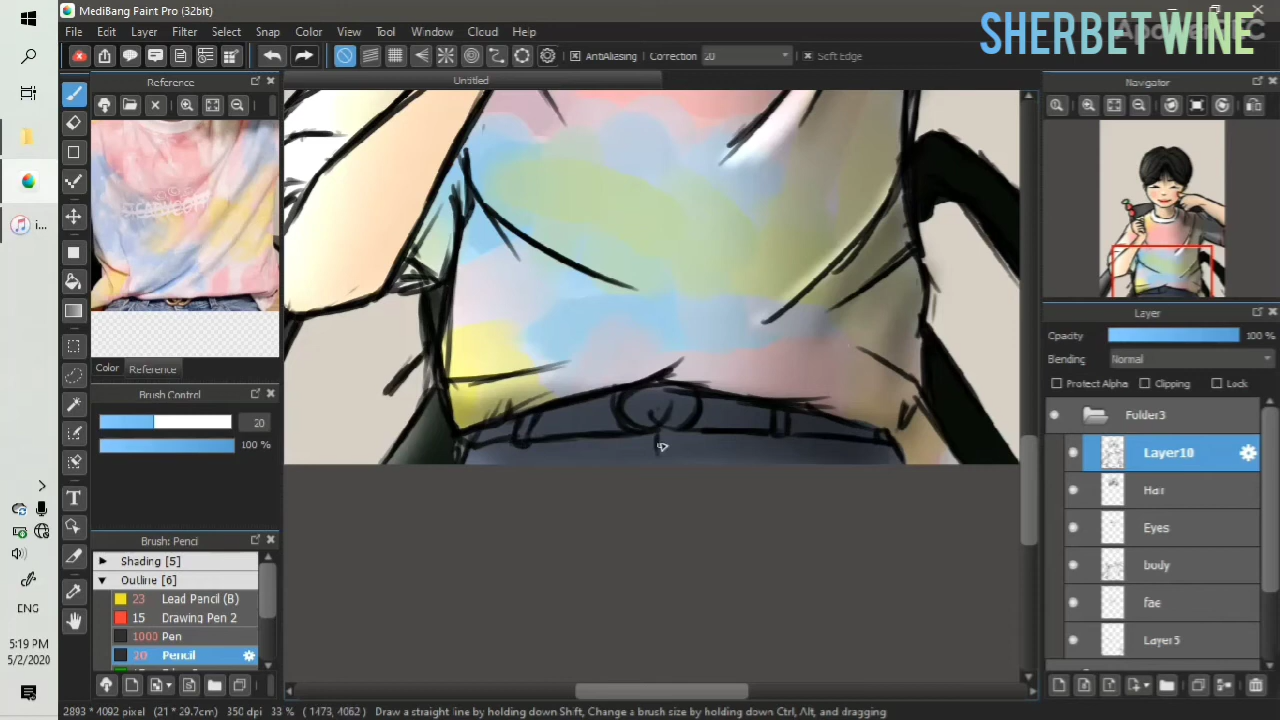 MediBang Paint Pro (32bit)
SHERBET WINE
File Edit Layer Filter Select Snap Color View Tool Window Cloud Help
AntiAliasing Correction 20 Soft Edge
Reference
Untitled
Navigator
Color Reference
Brush Control
20
100 %
Brush: Pencil
Shading [5]
Outline [6]
23 Lead Pencil (B)
15 Drawing Pen 2
1000 Pen
20 Pencil
Layer
Opacity 100 %
Bending Normal
Protect Alpha Clipping Lock
Folder3
Layer10
Hair
Eyes
body
fae
Layer5
i...
ENG
5:19 PM
5/2/2020
2893 * 4092 pixel (21 * 29.7cm) 350 dpi 33 % ( 1473, 4062 ) Draw a straight line by holding down Shift, Change a brush size by holding down Ctrl, Alt, and dragging